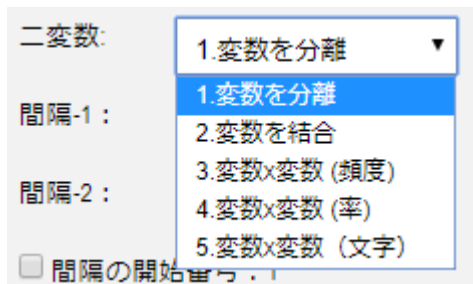 二変数:
1.変数を分離
1.変数を分離
間隔-1：
2.変数を結合
3.変数x変数 (頻度)
間隔-2：
4.変数x変数 (率)
5.変数x変数（文字）
間隔の開始番号：1